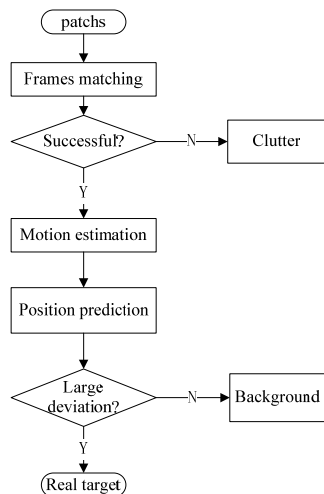 patchs
Frames matching
Successful?
N
Clutter
Y
Motion estimation
Position prediction
Large
deviation?
N
Background
Y
Real target